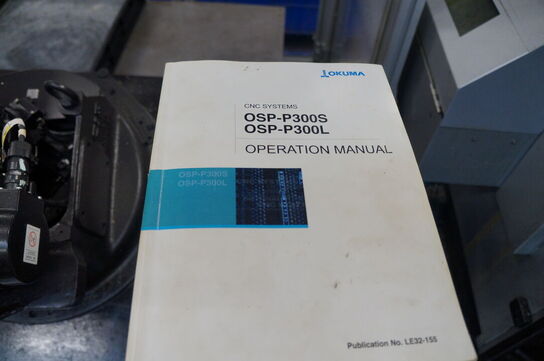 OKUMA
CNC SYSTEMS
OSP-P300S
OSP-P300L
OPERATION MANUAL
OSP-P300S
OSP-P300L
Publication No. LE32-155